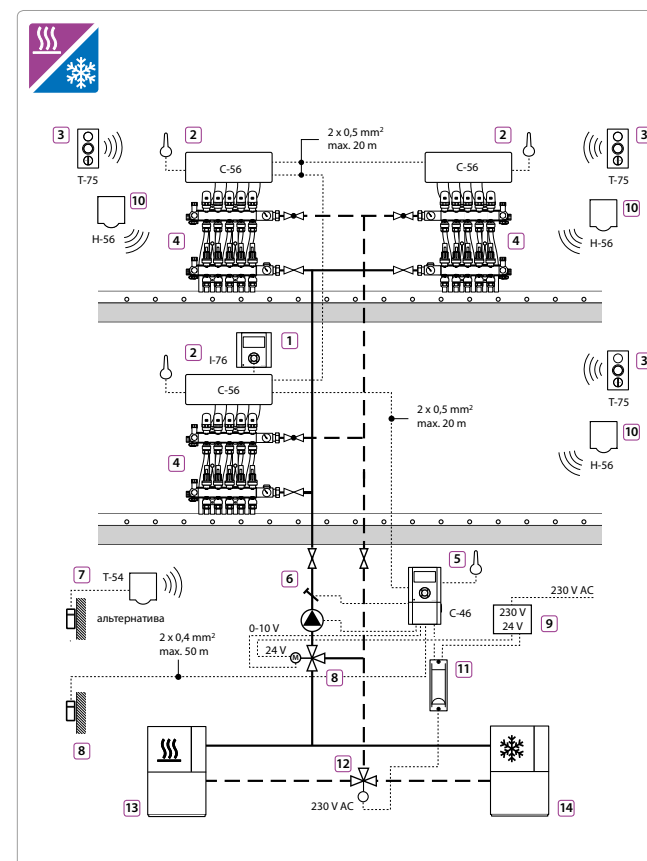 2 x 0,5 mm²
max. 20 m
3
2
2
3
T-75
C-56
C-56
T-75
10
10
H-56
4
4
H-56
1
2
I-76
3
C-56
T-75
2 x 0,5 mm²
max. 20 m
10
4
H-56
5
7
T-54
6
230 V AC
альтернатива
C-46
230 V
24 V
9
0-10 V
2 x 0,4 mm²
max. 50 m
24 V
M
8
11
8
12
13
230 V AC
14